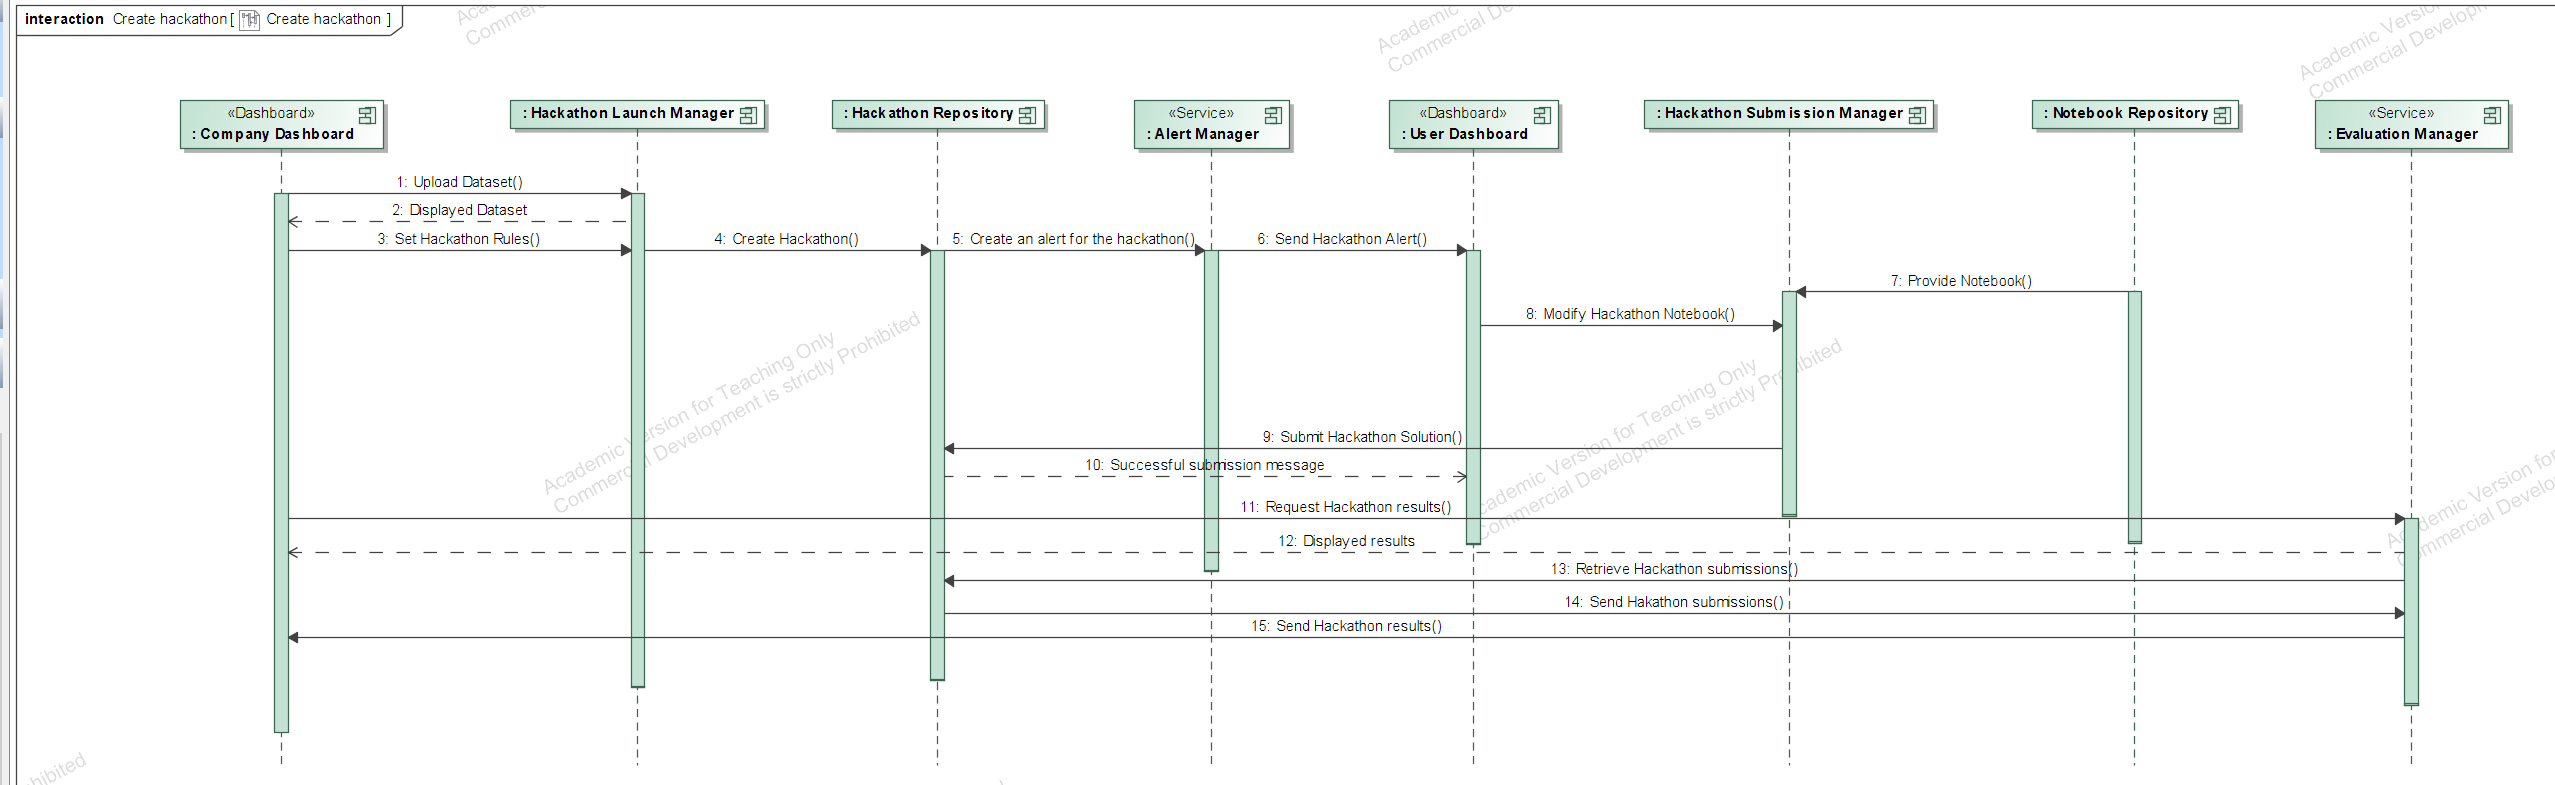 interaction Create hackathon [ Create hackathon ]
Academic
Commer
Academic
Commercial De
Academic Versio
Commercial Developm
«Dashboard»
: Company Dashboard
: Hackathon Launch Manager
: Hackathon Repository
«Service»
: Alert Manager
«Dashboard»
: User Dashboard
: Hackathon Submission Manager
: Notebook Repository
«Service»
: Evaluation Manager
1: Upload Dataset()
2: Displayed Dataset
3: Set Hackathon Rules()
4: Create Hackathon()
5: Create an alert for the hackathon()
6: Send Hackathon Alert()
7: Provide Notebook()
8: Modify Hackathon Notebook()
Academic Version for Teaching Only
Commercial Development is strictly Prohibited
Academic Version for Teaching Only
Commercial Development is strictly Prohibited
9: Submit Hackathon Solution()
10: Successful submission message
11: Request Hackathon results()
Academic Version for
Commercial Develo
12: Displayed results
13: Retrieve Hackathon submissions()
14: Send Hakathon submissions()
15: Send Hackathon results()
hibited